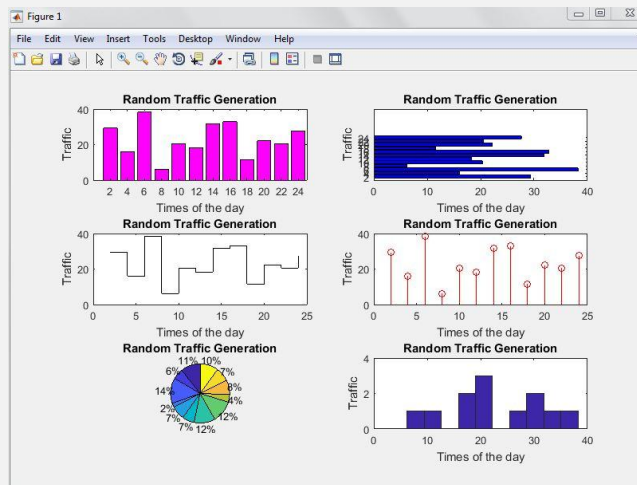 Figure 1
File Edit View Insert Tools Desktop Window Help
Random Traffic Generation
40
20
0
Traffic
2 4 6 8 10 12 14 16 18 20 22 24
Times of the day
Random Traffic Generation
Traffic
24
2
0 10 20 30 40
Times of the day
Random Traffic Generation
40
20
0
Traffic
0 5 10 15 20 25
Times of the day
Random Traffic Generation
40
20
0
Traffic
0 5 10 15 20 25
Times of the day
Random Traffic Generation
11% 10%
6% 7%
14% 8%
2% 4%
7% 12%
7% 12%
Random Traffic Generation
4
2
0
Traffic
0 10 20 30 40
Times of the day